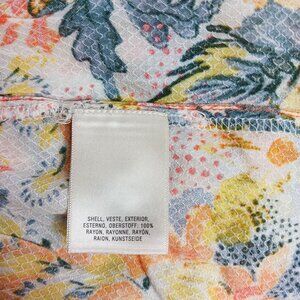 SHELL, VESTE, EXTERIOR,
ESTERNO, OBERSTOFF: 100%
RAYON, RAYONNE, RAYÓN,
RAION, KUNSTSEIDE